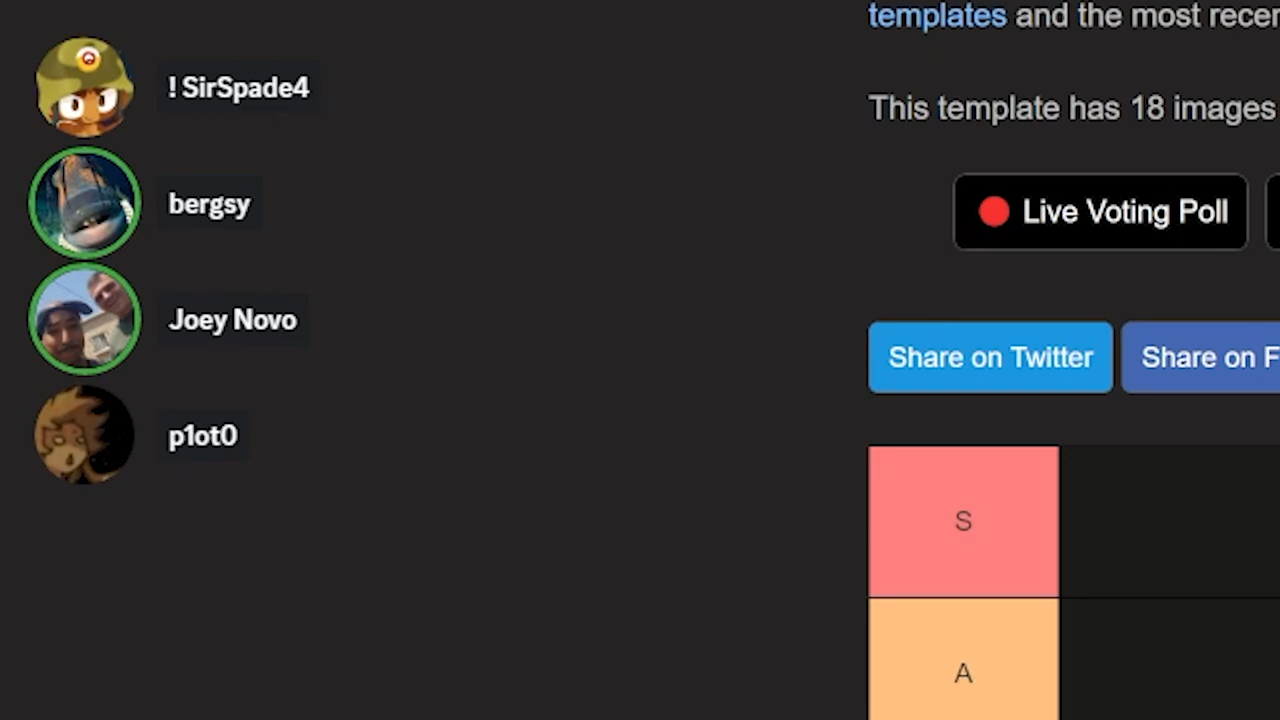 ! SirSpade4
bergsy
Joey Novo
p1ot0
templates and the most recer
This template has 18 images
Live Voting Poll
Share on Twitter
Share on F
S
A